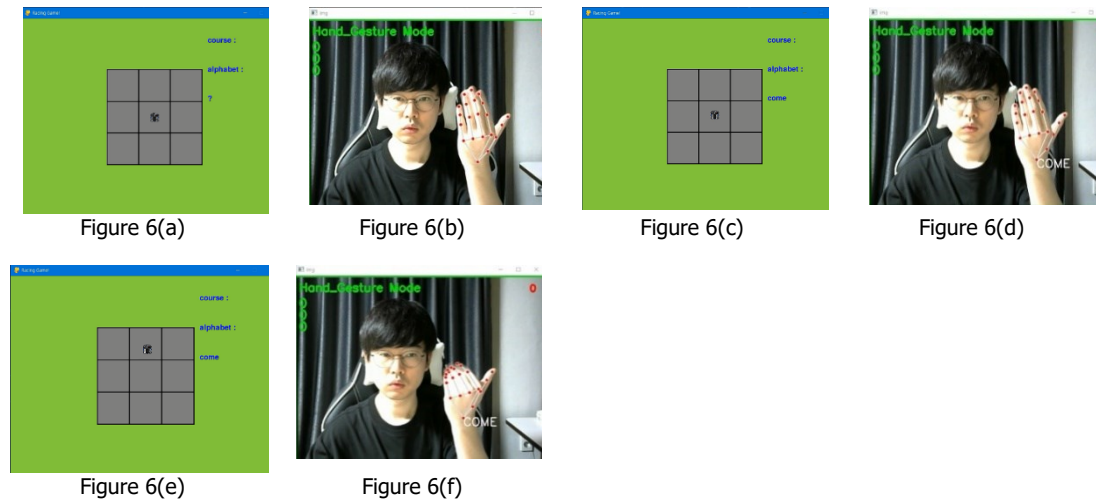 Racing Game!
course :
alphabet :
?
Figure 6(a)
img
Hand_Gesture Mode
0
0
0
Figure 6(b)
course :
alphabet :
come
Figure 6(c)
img
Hand_Gesture Mode
0
0
0
COME
Figure 6(d)
Racing Game!
course :
alphabet :
come
Figure 6(e)
img
Hand_Gesture Mode
0
0
0
0
COME
Figure 6(f)